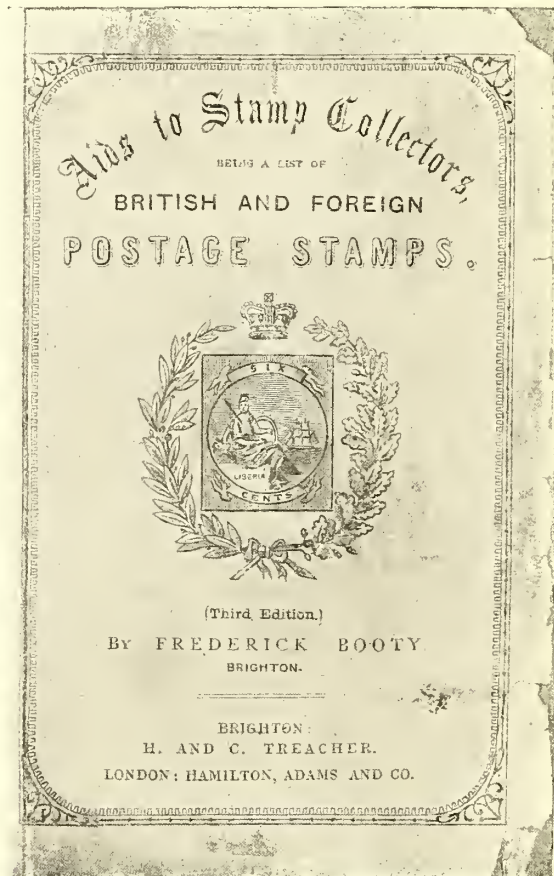 Aids to Stamp Collectors,
BEING A LIST OF
BRITISH AND FOREIGN
POSTAGE STAMPS.
SIX
LIBERIA
CENTS
(Third Edition.)
BY FREDERICK BOOTY
BRIGHTON.
BRIGHTON:
H. AND C. TREACHER.
LONDON: HAMILTON, ADAMS AND CO.